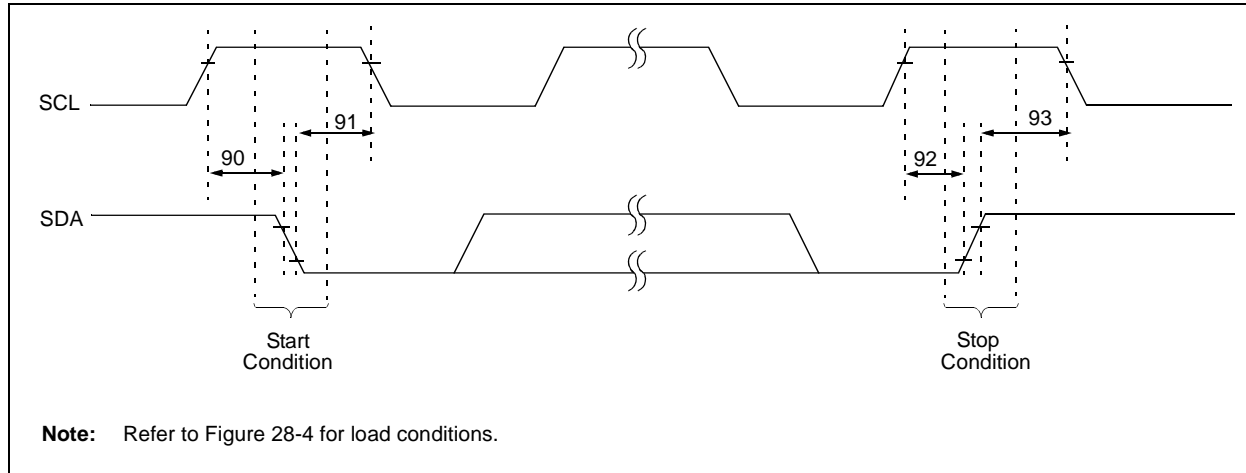 SCL
91
93
90
92
SDA
Start
Condition
Stop
Condition
Note: Refer to Figure 28-4 for load conditions.